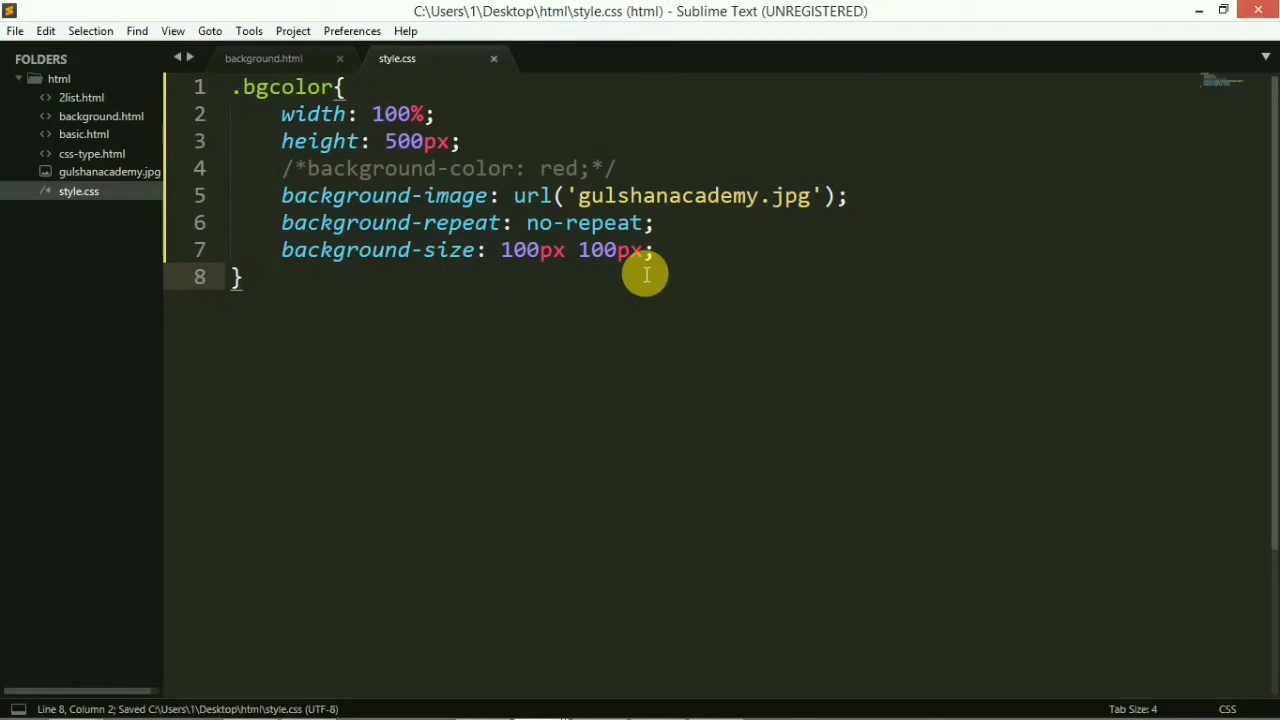 C:\Users\1\Desktop\html\style.css (html) - Sublime Text (UNREGISTERED)
File Edit Selection Find View Goto Tools Project Preferences Help
FOLDERS
html
2list.html
background.html
basic.html
css-type.html
gulshanacademy.jpg
style.css
background.html
style.css
1 .bgcolor{
2 width: 100%;
3 height: 500px;
4 /*background-color: red;*/
5 background-image: url('gulshanacademy.jpg');
6 background-repeat: no-repeat;
7 background-size: 100px 100px;
8 }
Line 8, Column 2; Saved C:\Users\1\Desktop\html\style.css (UTF-8)
Tab Size: 4
CSS